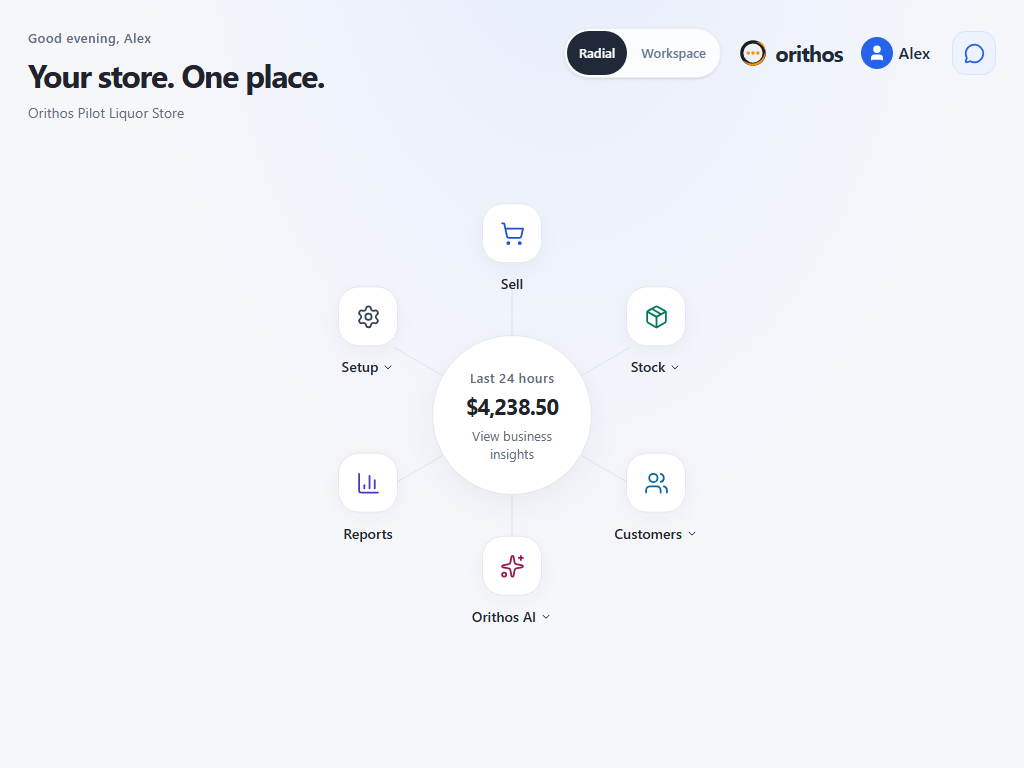 Good evening, Alex
Your store. One place.
Orithos Pilot Liquor Store
Radial
Workspace
orithos
Alex
Sell
Setup
Stock
Last 24 hours
$4,238.50
View business
insights
Reports
Customers
Orithos AI